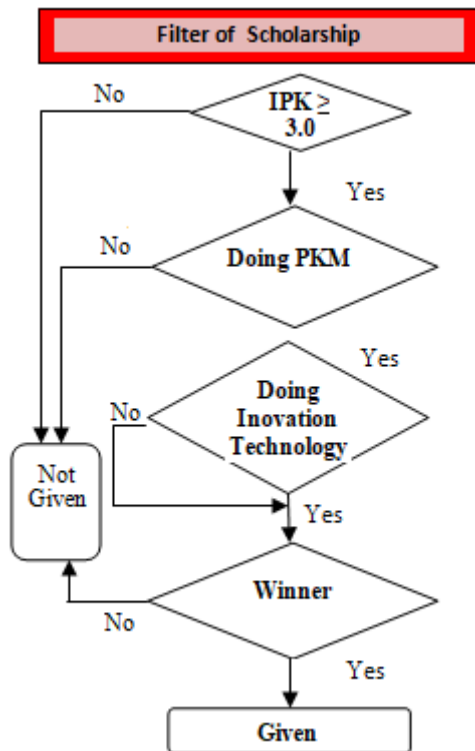 Filter of Scholarship
No
IPK ≥
3.0
Yes
No
Doing PKM
Yes
Doing
Inovation
Technology
No
Not
Given
Yes
Winner
No
Yes
Given